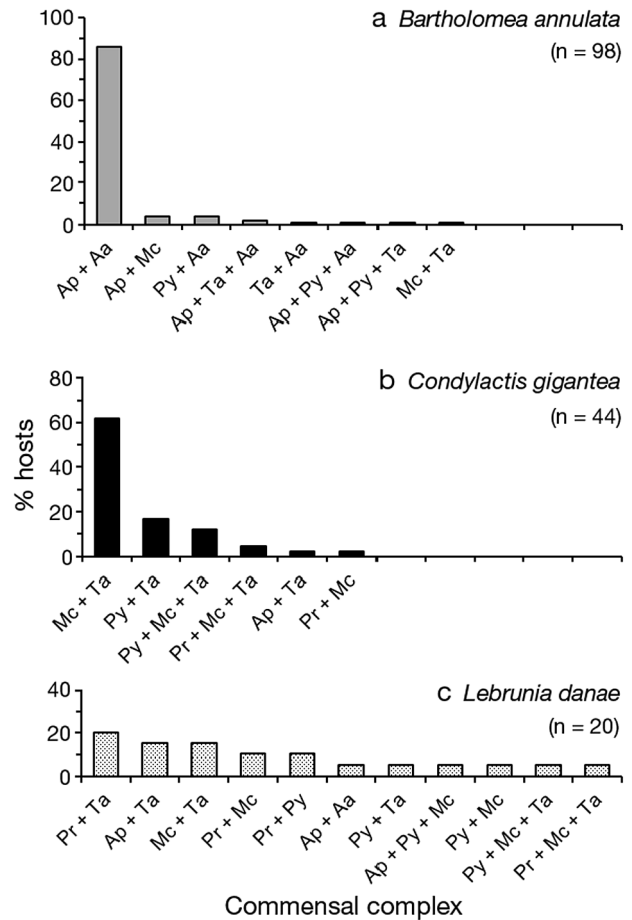 a Bartholomea annulata
(n = 98)
100
80
60
40
20
0
Ap + Aa
Ap + Mc
Py + Aa
Ap + Ta + Aa
Ta + Aa
Ap + Py + Aa
Ap + Py + Ta
Mc + Ta
b Condylactis gigantea
(n = 44)
80
60
40
20
0
% hosts
Mc + Ta
Py + Ta
Py + Mc + Ta
Pr + Mc + Ta
Ap + Ta
Pr + Mc
c Lebrunia danae
(n = 20)
40
20
0
Pr + Ta
Ap + Ta
Mc + Ta
Pr + Mc
Pr + Py
Ap + Aa
Py + Ta
Ap + Py + Mc
Py + Mc
Py + Mc + Ta
Pr + Mc + Ta
Commensal complex